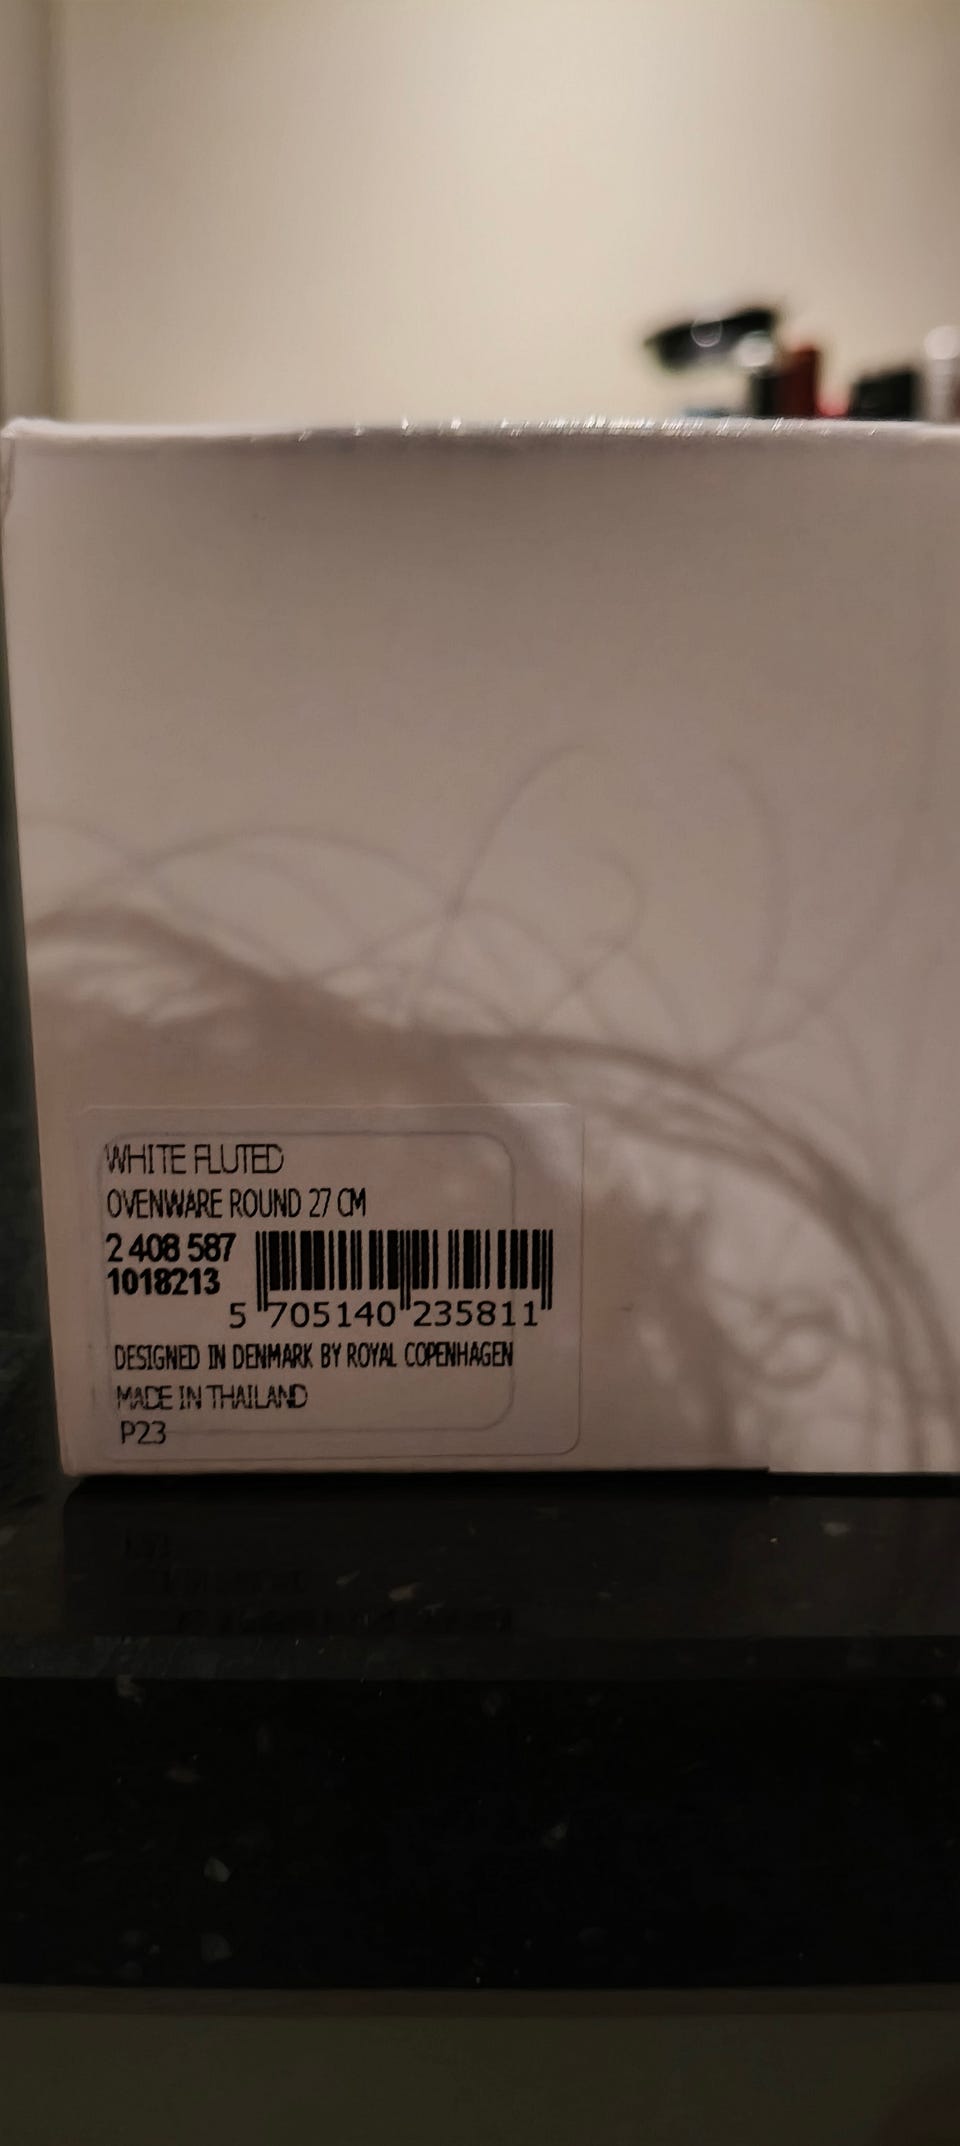 WHITE FLUTED
OVENWARE ROUND 27 CM
2 408 587
1018213
5 705140 235811
DESIGNED IN DENMARK BY ROYAL COPENHAGEN
MADE IN THAILAND
P23